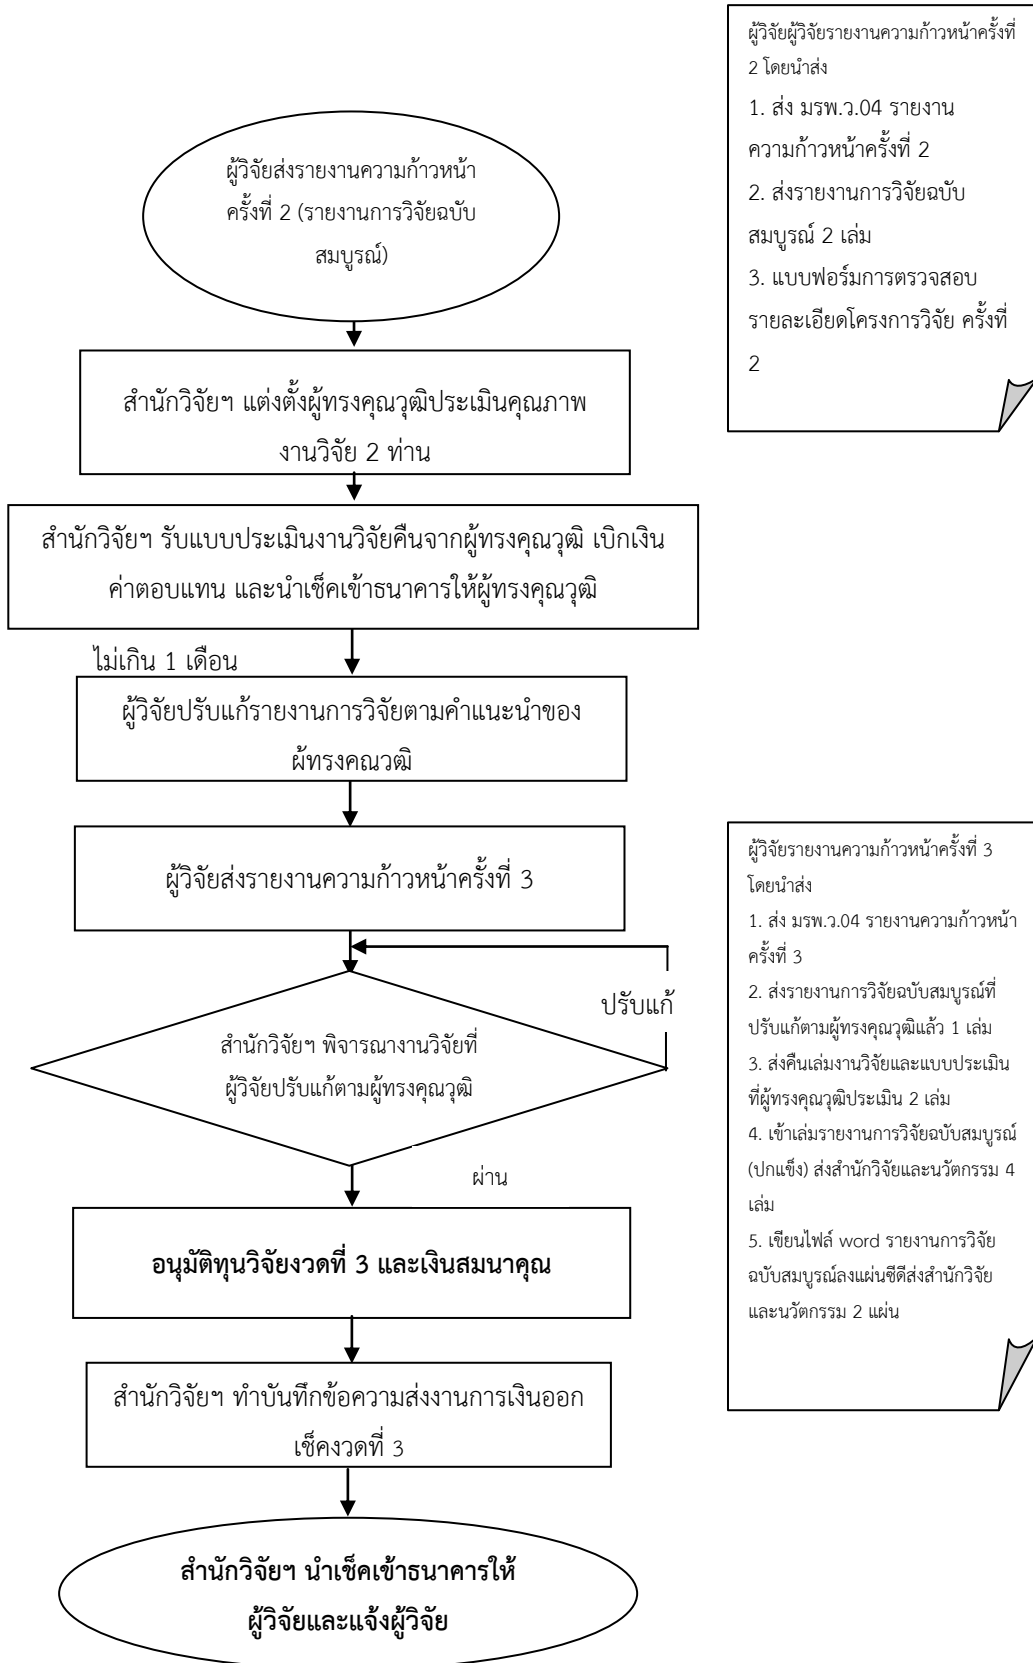 ผู้วิจัยผู้วิจัยรายงานความก้าวหน้าครั้งที่
2 โดยนำส่ง
1. ส่ง มรพ.ว.04 รายงาน
ความก้าวหน้าครั้งที่ 2
2. ส่งรายงานการวิจัยฉบับ
สมบูรณ์ 2 เล่ม
3. แบบฟอร์มการตรวจสอบ
รายละเอียดโครงการวิจัย ครั้งที่
2
ผู้วิจัยส่งรายงานความก้าวหน้า
ครั้งที่ 2 (รายงานการวิจัยฉบับ
สมบูรณ์)
สำนักวิจัยฯ แต่งตั้งผู้ทรงคุณวุฒิประเมินคุณภาพ
งานวิจัย 2 ท่าน
สำนักวิจัยฯ รับแบบประเมินงานวิจัยคืนจากผู้ทรงคุณวุฒิ เบิกเงิน
ค่าตอบแทน และนำเช็คเข้าธนาคารให้ผู้ทรงคุณวุฒิ
ไม่เกิน 1 เดือน
ผู้วิจัยปรับแก้รายงานการวิจัยตามคำแนะนำของ
ผู้ทรงคุณวุฒิ
ผู้วิจัยส่งรายงานความก้าวหน้าครั้งที่ 3
ปรับแก้
สำนักวิจัยฯ พิจารณางานวิจัยที่
ผู้วิจัยปรับแก้ตามผู้ทรงคุณวุฒิ
ผ่าน
อนุมัติทุนวิจัยงวดที่ 3 และเงินสมนาคุณ
สำนักวิจัยฯ ทำบันทึกข้อความส่งงานการเงินออก
เช็คงวดที่ 3
สำนักวิจัยฯ นำเช็คเข้าธนาคารให้
ผู้วิจัยและแจ้งผู้วิจัย
ผู้วิจัยรายงานความก้าวหน้าครั้งที่ 3
โดยนำส่ง
1. ส่ง มรพ.ว.04 รายงานความก้าวหน้า
ครั้งที่ 3
2. ส่งรายงานการวิจัยฉบับสมบูรณ์ที่
ปรับแก้ตามผู้ทรงคุณวุฒิแล้ว 1 เล่ม
3. ส่งคืนเล่มงานวิจัยและแบบประเมิน
ที่ผู้ทรงคุณวุฒิประเมิน 2 เล่ม
4. เข้าเล่มรายงานการวิจัยฉบับสมบูรณ์
(ปกแข็ง) ส่งสำนักวิจัยและนวัตกรรม 4
เล่ม
5. เขียนไฟล์ word รายงานการวิจัย
ฉบับสมบูรณ์ลงแผ่นซีดีส่งสำนักวิจัย
และนวัตกรรม 2 แผ่น